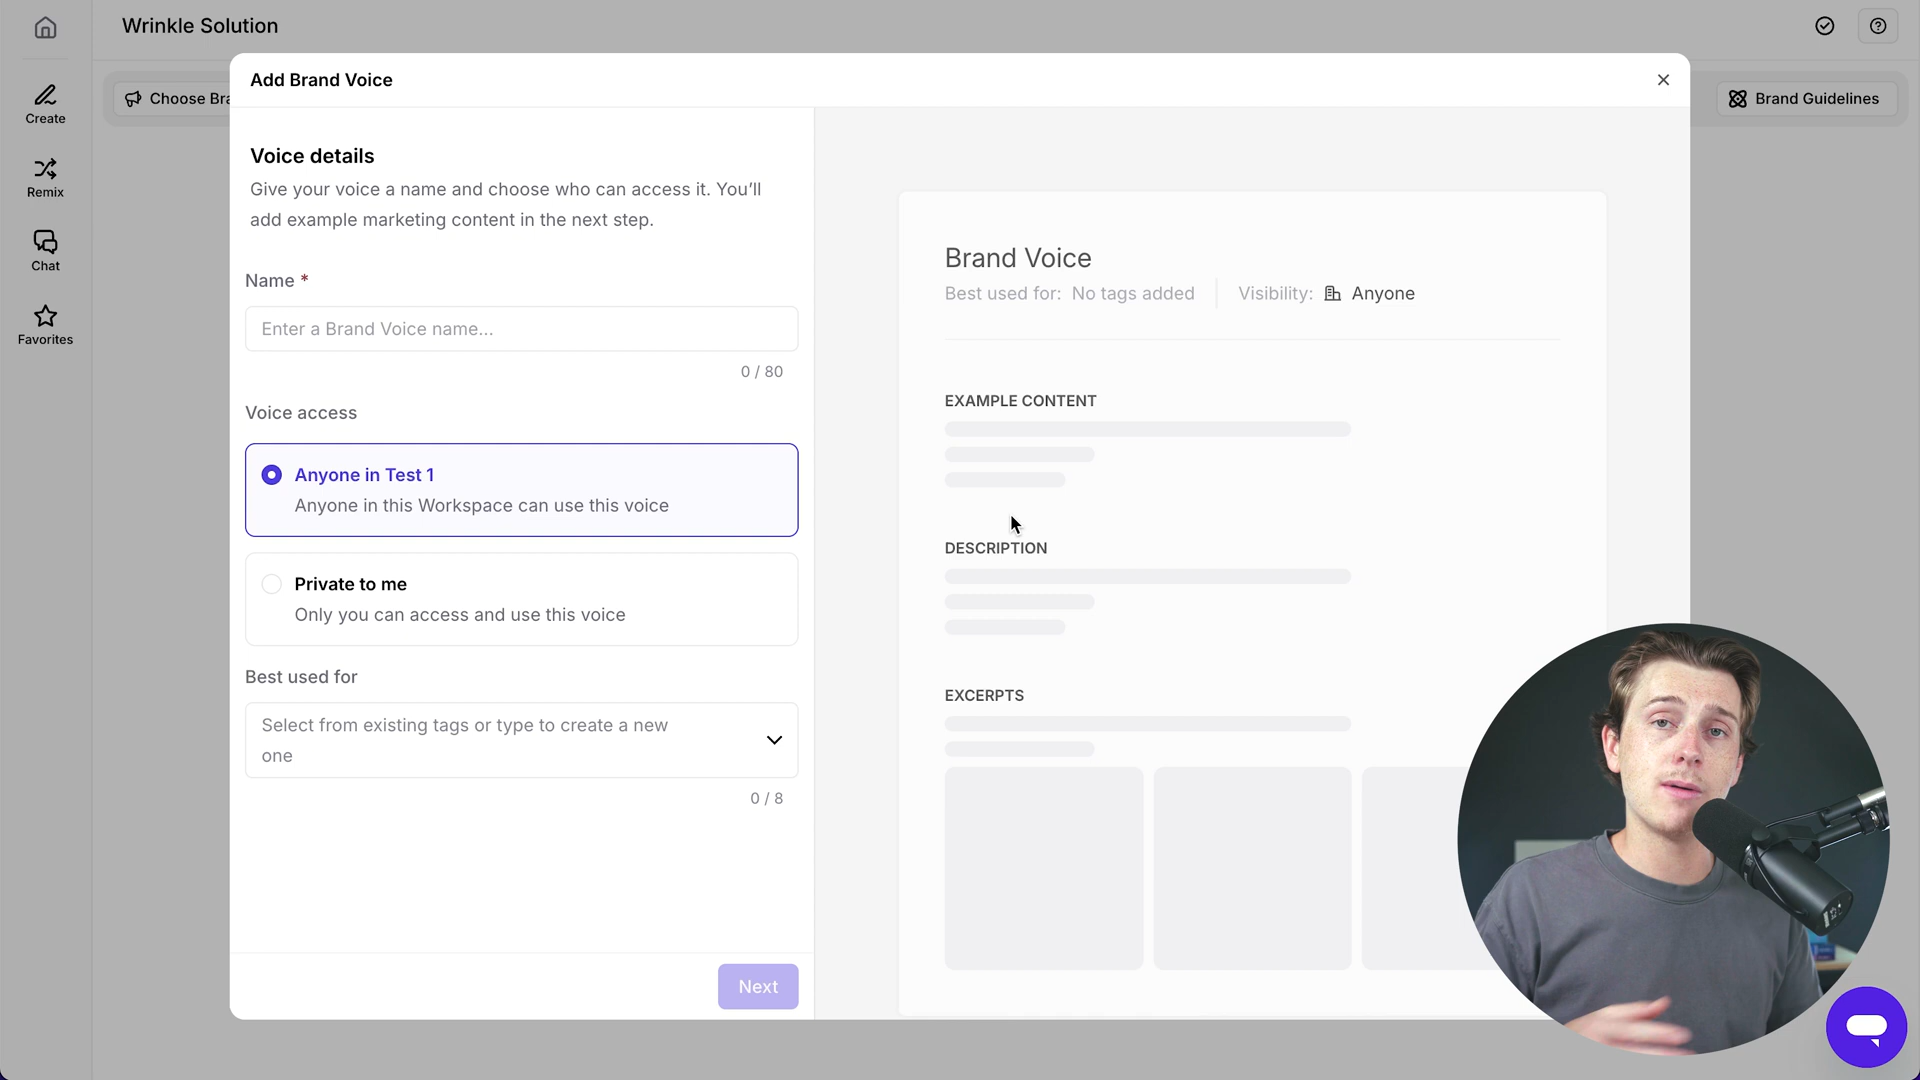 Wrinkle Solution
Create
Remix
Chat
Favorites
Choose Bra
Brand Guidelines
Add Brand Voice
Voice details
Give your voice a name and choose who can access it. You’ll
add example marketing content in the next step.
Name *
Enter a Brand Voice name...
0 / 80
Voice access
Anyone in Test 1
Anyone in this Workspace can use this voice
Private to me
Only you can access and use this voice
Best used for
Select from existing tags or type to create a new
one
0 / 8
Next
Brand Voice
Best used for: No tags added
Visibility: Anyone
EXAMPLE CONTENT
DESCRIPTION
EXCERPTS